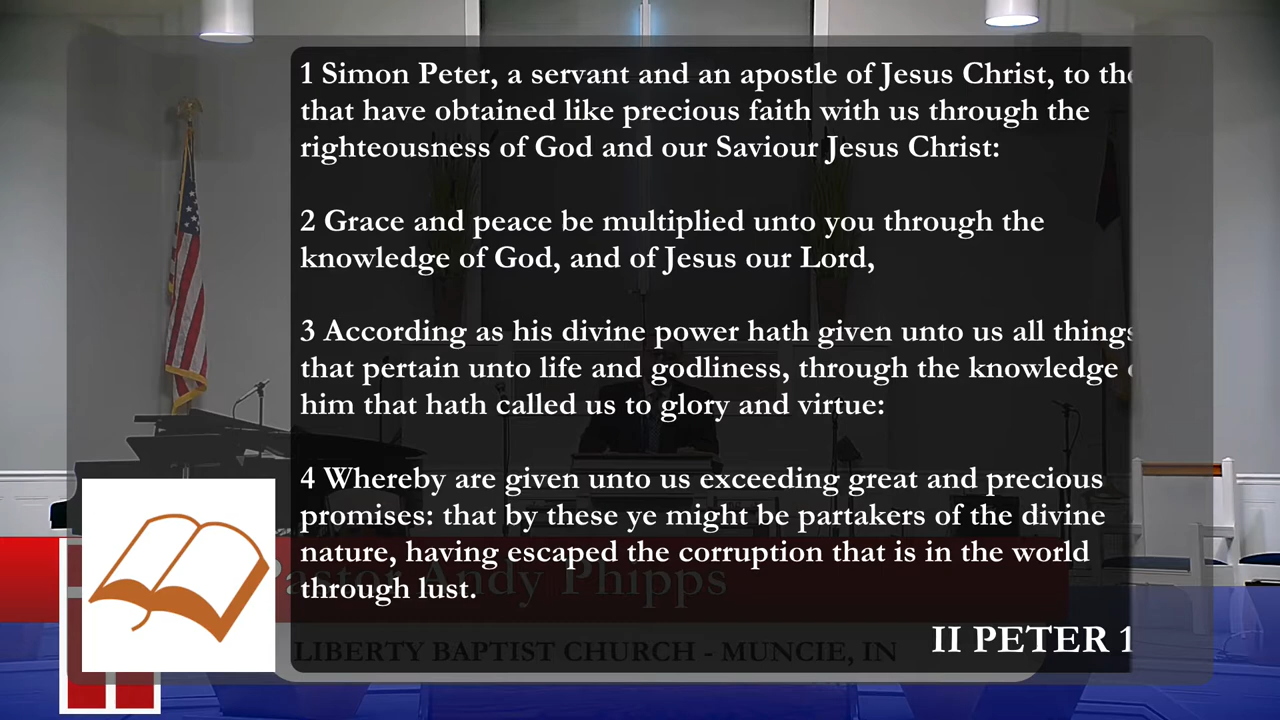 1 Simon Peter, a servant and an apostle of Jesus Christ, to
that have obtained like precious faith with us through the
righteousness of God and our Saviour Jesus Christ:
2 Grace and peace be multiplied unto you through the
knowledge of God, and of Jesus our Lord,
3 According as his divine power hath given unto us all things
that pertain unto life and godliness, through the knowledge
him that hath called us to glory and virtue:
4 Whereby are given unto us exceeding great and precious
promises: that by these ye might be partakers of the divine
nature, having escaped the corruption that is in the world
through lust.
Pastor Andy Phipps
II PETER 1
LIBERTY BAPTIST CHURCH - MUNCIE, IN